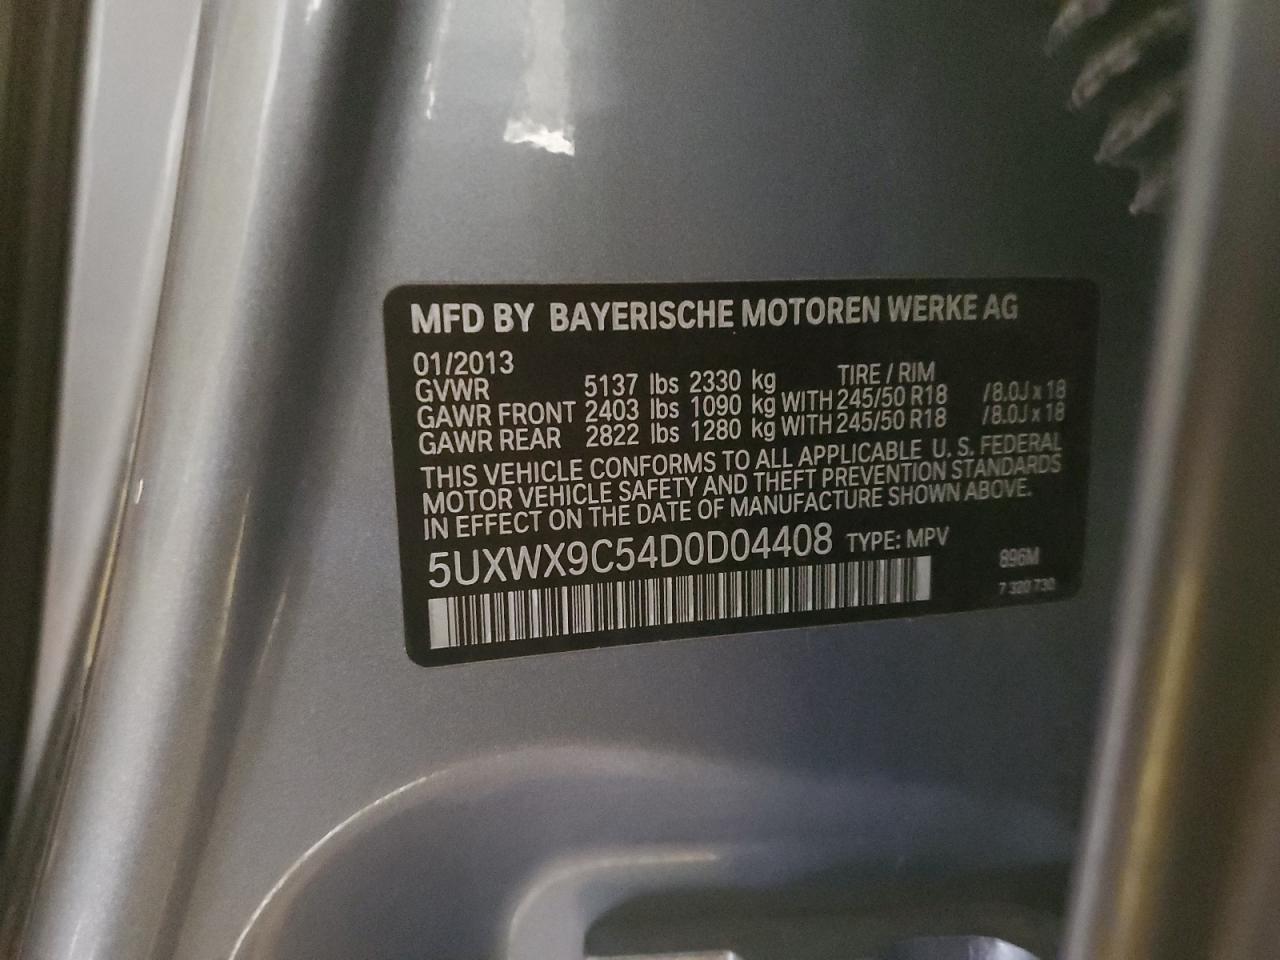 MFD BY BAYERISCHE MOTOREN WERKE AG
01/2013 TIRE / RIM
GVWR 5137 lbs 2330 kg
GAWR FRONT 2403 lbs 1090 kg WITH 245/50 R18 /8.0J x 18
GAWR REAR 2822 lbs 1280 kg WITH 245/50 R18 /8.0J x 18
THIS VEHICLE CONFORMS TO ALL APPLICABLE U. S. FEDERAL
MOTOR VEHICLE SAFETY AND THEFT PREVENTION STANDARDS
IN EFFECT ON THE DATE OF MANUFACTURE SHOWN ABOVE.
5UXWX9C54D0D04408 TYPE: MPV
896M
7 320 730